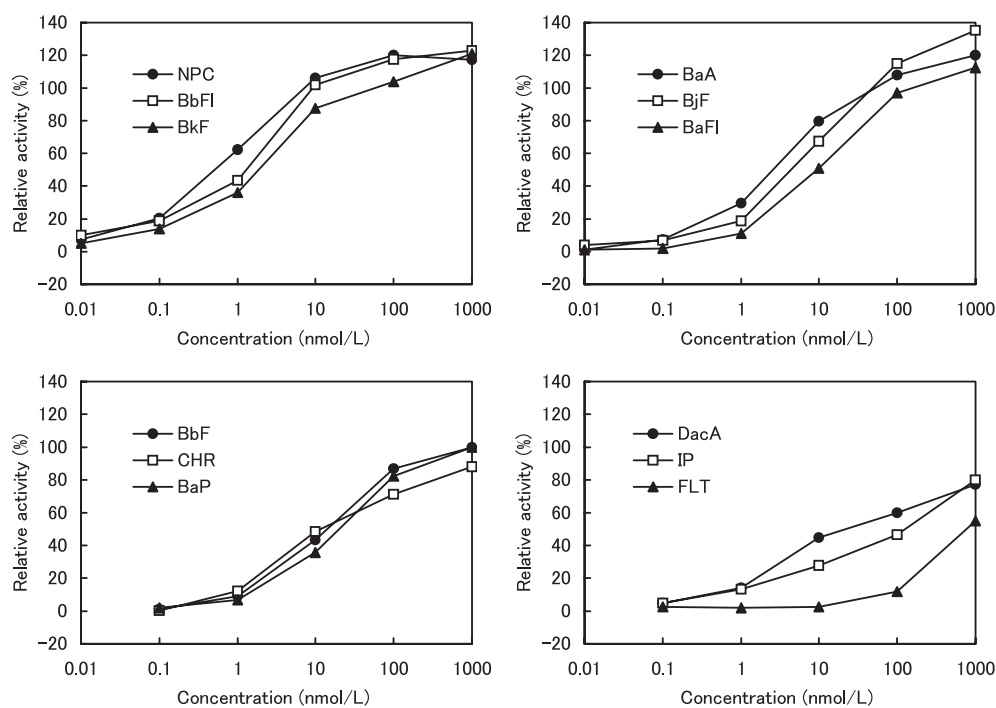 140
120
100
80
60
40
20
0
−20
Relative activity (%)
NPC
BbFl
BkF
0.01 0.1 1 10 100 1000
Concentration (nmol/L)
140
120
100
80
60
40
20
0
−20
Relative activity (%)
BaA
BjF
BaFl
0.01 0.1 1 10 100 1000
Concentration (nmol/L)
140
120
100
80
60
40
20
0
−20
Relative activity (%)
BbF
CHR
BaP
0.01 0.1 1 10 100 1000
Concentration (nmol/L)
140
120
100
80
60
40
20
0
−20
Relative activity (%)
DacA
IP
FLT
0.01 0.1 1 10 100 1000
Concentration (nmol/L)